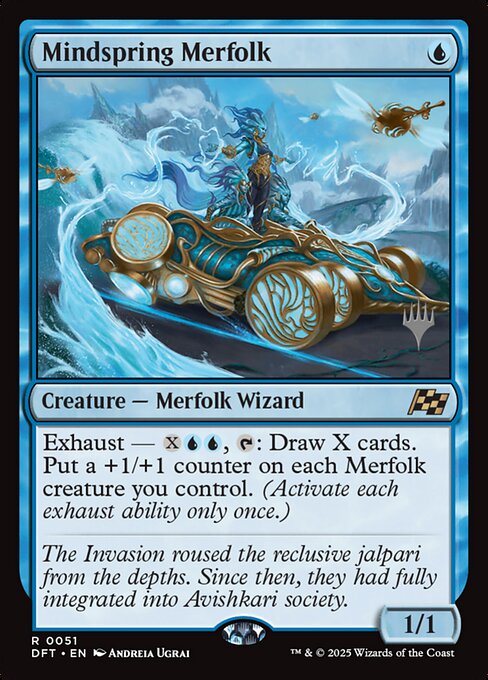 Mindspring Merfolk
Creature — Merfolk Wizard
Exhaust — X, : Draw X cards.
Put a +1/+1 counter on each Merfolk
creature you control. (Activate each
exhaust ability only once.)
The Invasion roused the reclusive jalpari
from the depths. Since then, they had fully
integrated into Avishkari society.
1/1
R 0051
DFT • EN Andreia Ugrai
™ & © 2025 Wizards of the Coast